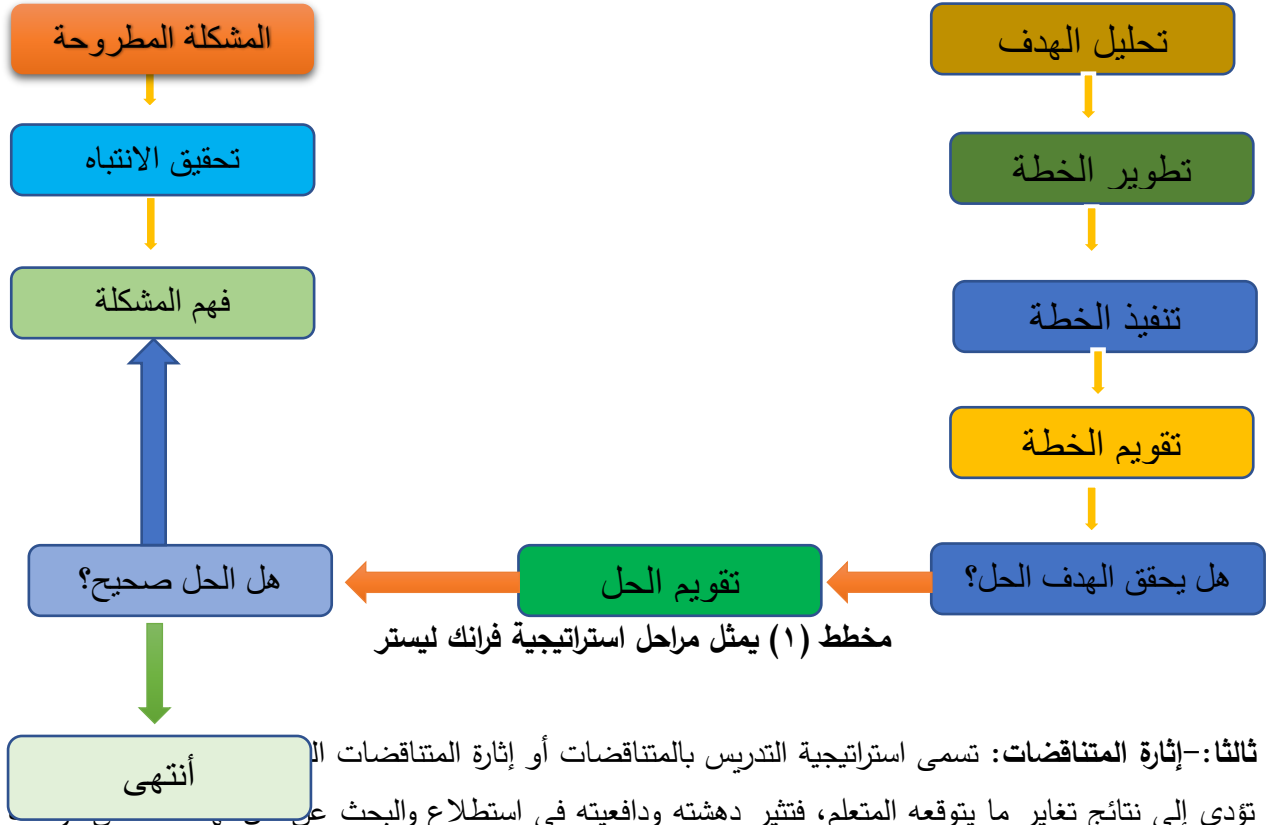 المشكلة المطروحة
تحقيق الانتباه
فهم المشكلة
تحليل الهدف
تطوير الخطة
تنفيذ الخطة
تقويم الخطة
هل يحقق الهدف الحل؟
تقويم الحل
هل الحل صحيح؟
أنتهى
مخطط (١) يمثل مراحل استراتيجية فرانك ليستر
ثالثا:-إثارة المتناقضات: تسمى استراتيجية التدريس بالمتناقضات أو إثارة المتناقضات
تؤدي إلى نتائج تغاير ما يتوقعه المتعلم، فتثير دهشته ودافعيته في استطلاع والبحث